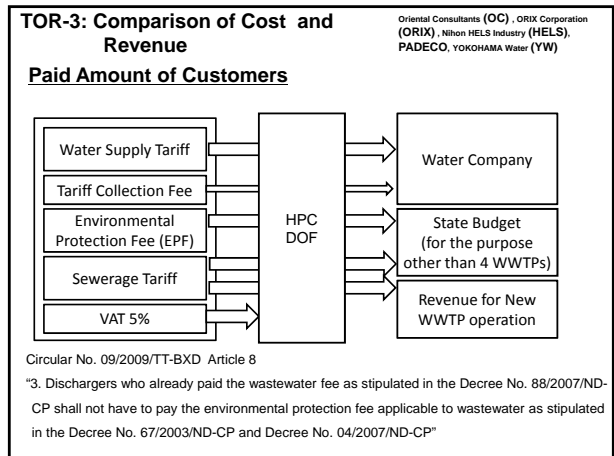 TOR-3: Comparison of Cost and
Revenue
Oriental Consultants (OC) , ORIX Corporation
(ORIX) , Nihon HELS Industry (HELS),
PADECO, YOKOHAMA Water (YW)
Paid Amount of Customers
Water Supply Tariff
Tariff Collection Fee
Environmental
Protection Fee (EPF)
Sewerage Tariff
VAT 5%
HPC
DOF
Water Company
State Budget
(for the purpose
other than 4 WWTPs)
Revenue for New
WWTP operation
Circular No. 09/2009/TT-BXD Article 8
“3. Dischargers who already paid the wastewater fee as stipulated in the Decree No. 88/2007/ND-
CP shall not have to pay the environmental protection fee applicable to wastewater as stipulated
in the Decree No. 67/2003/ND-CP and Decree No. 04/2007/ND-CP”